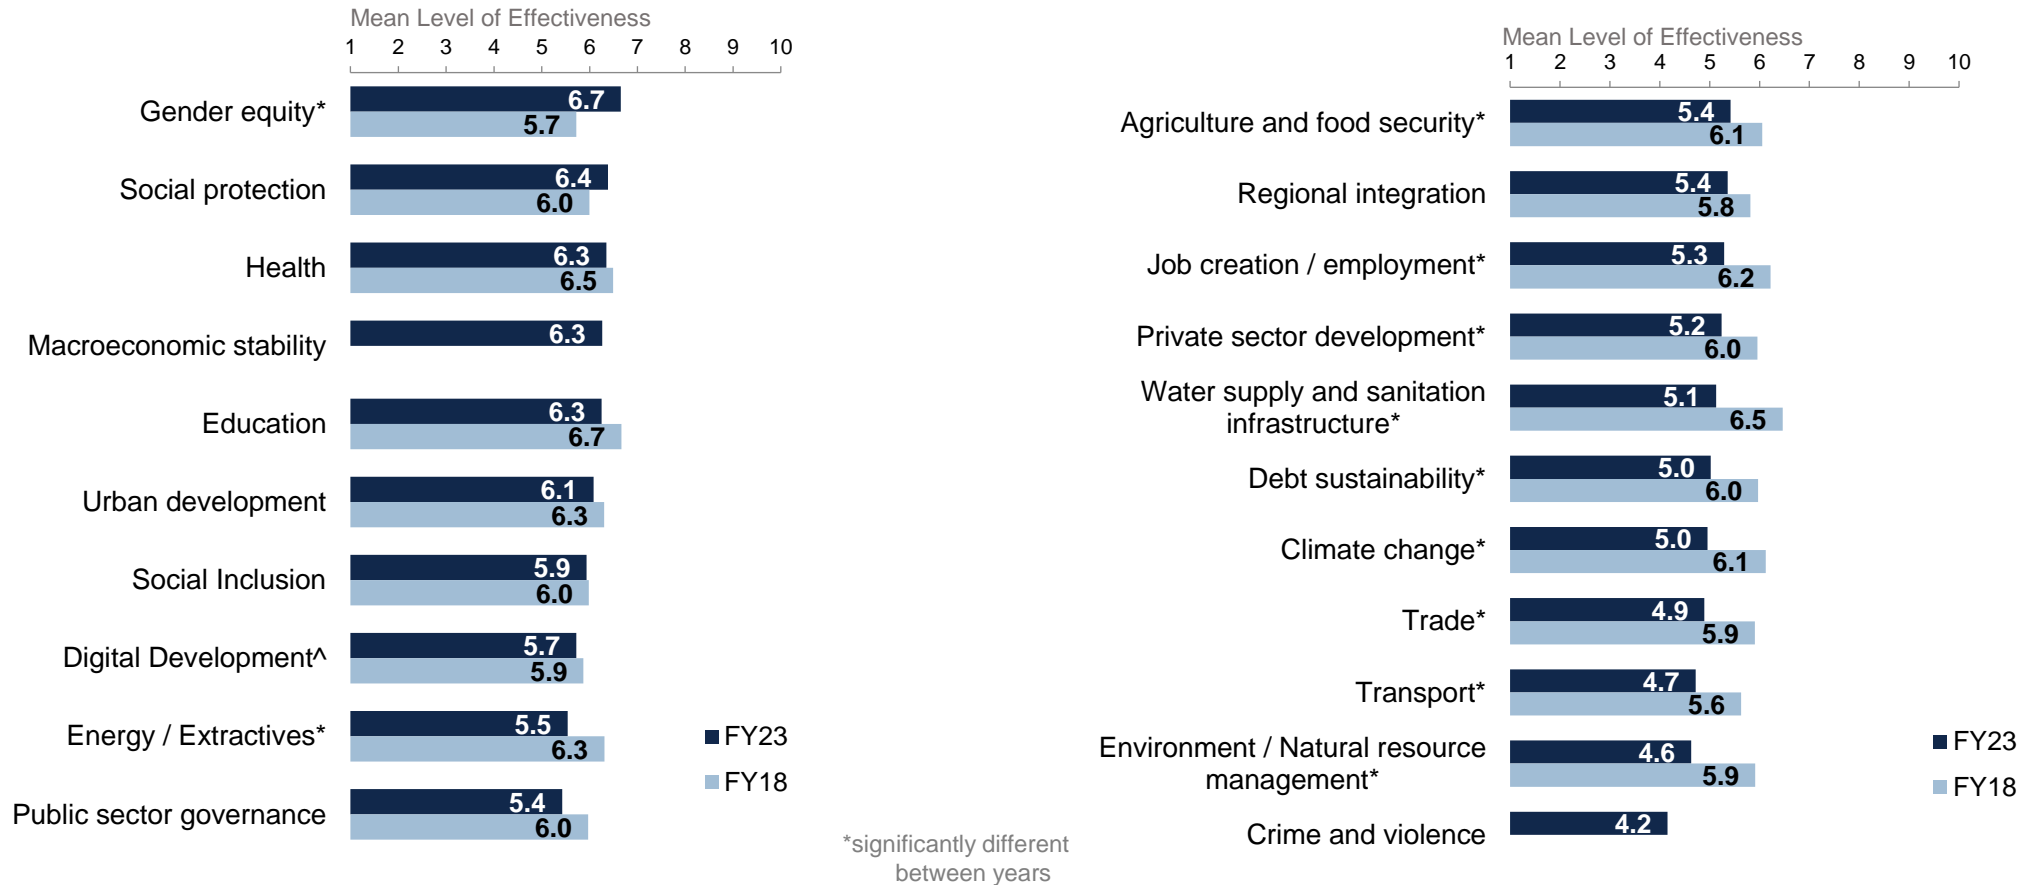 Mean Level of Effectiveness
1 2 3 4 5 6 7 8 9 10
Gender equity*
6.7
5.7
Social protection
6.4
6.0
Health
6.3
6.5
Macroeconomic stability
6.3
Education
6.3
6.7
Urban development
6.1
6.3
Social Inclusion
5.9
6.0
Digital Development^
5.7
5.9
Energy / Extractives*
5.5
6.3
Public sector governance
5.4
6.0
FY23
FY18
*significantly different
between years
Mean Level of Effectiveness
1 2 3 4 5 6 7 8 9 10
Agriculture and food security*
5.4
6.1
Regional integration
5.4
5.8
Job creation / employment*
5.3
6.2
Private sector development*
5.2
6.0
Water supply and sanitation
infrastructure*
5.1
6.5
Debt sustainability*
5.0
6.0
Climate change*
5.0
6.1
Trade*
4.9
5.9
Transport*
4.7
5.6
Environment / Natural resource
management*
4.6
5.9
Crime and violence
4.2
FY23
FY18